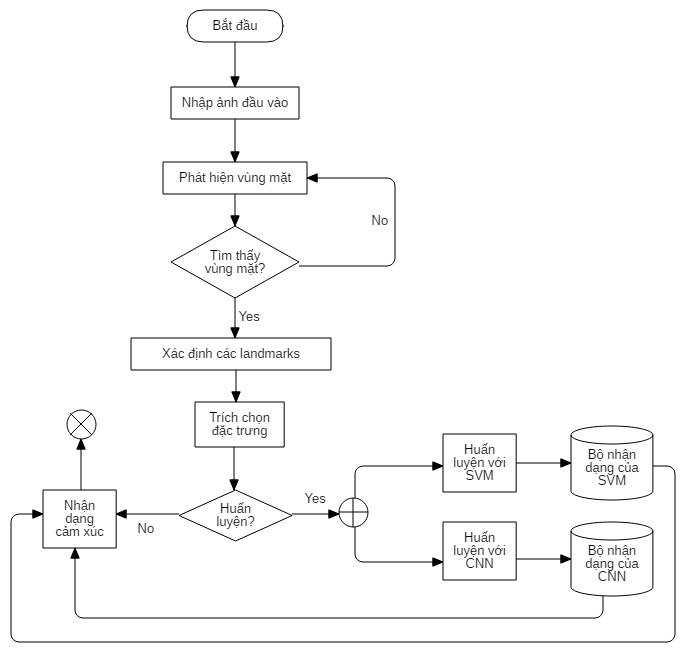 Bắt đầu
Nhập ảnh đầu vào
Phát hiện vùng mặt
No
Tìm thấy
vùng mặt?
Yes
Xác định các landmarks
Trích chọn
đặc trưng
Huấn
luyện?
Yes
No
Huấn
luyện với
SVM
Bộ nhận
dạng của
SVM
Huấn
luyện với
CNN
Bộ nhận
dạng của
CNN
Nhận
dạng
cảm xúc